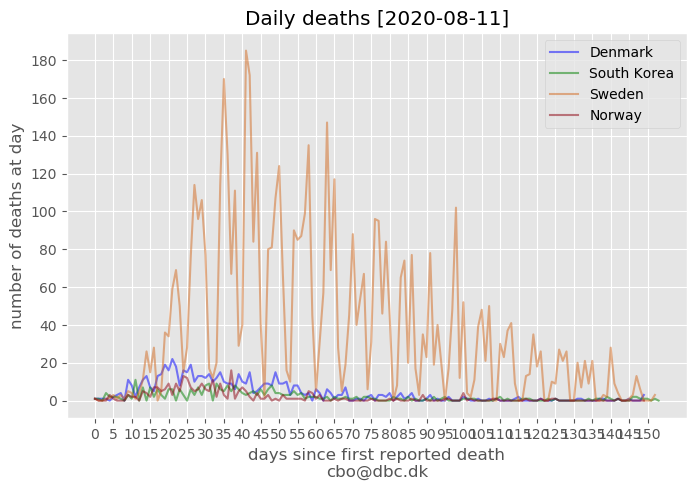 Daily deaths [2020-08-11]
Denmark
South Korea
Sweden
Norway
number of deaths at day
180
160
140
120
100
80
60
40
20
0
0 5 10 15 20 25 30 35 40 45 50 55 60 65 70 75 80 85 90 95 100 105 110 115 120 125 130 135 140 145 150
days since first reported death
cbo@dbc.dk